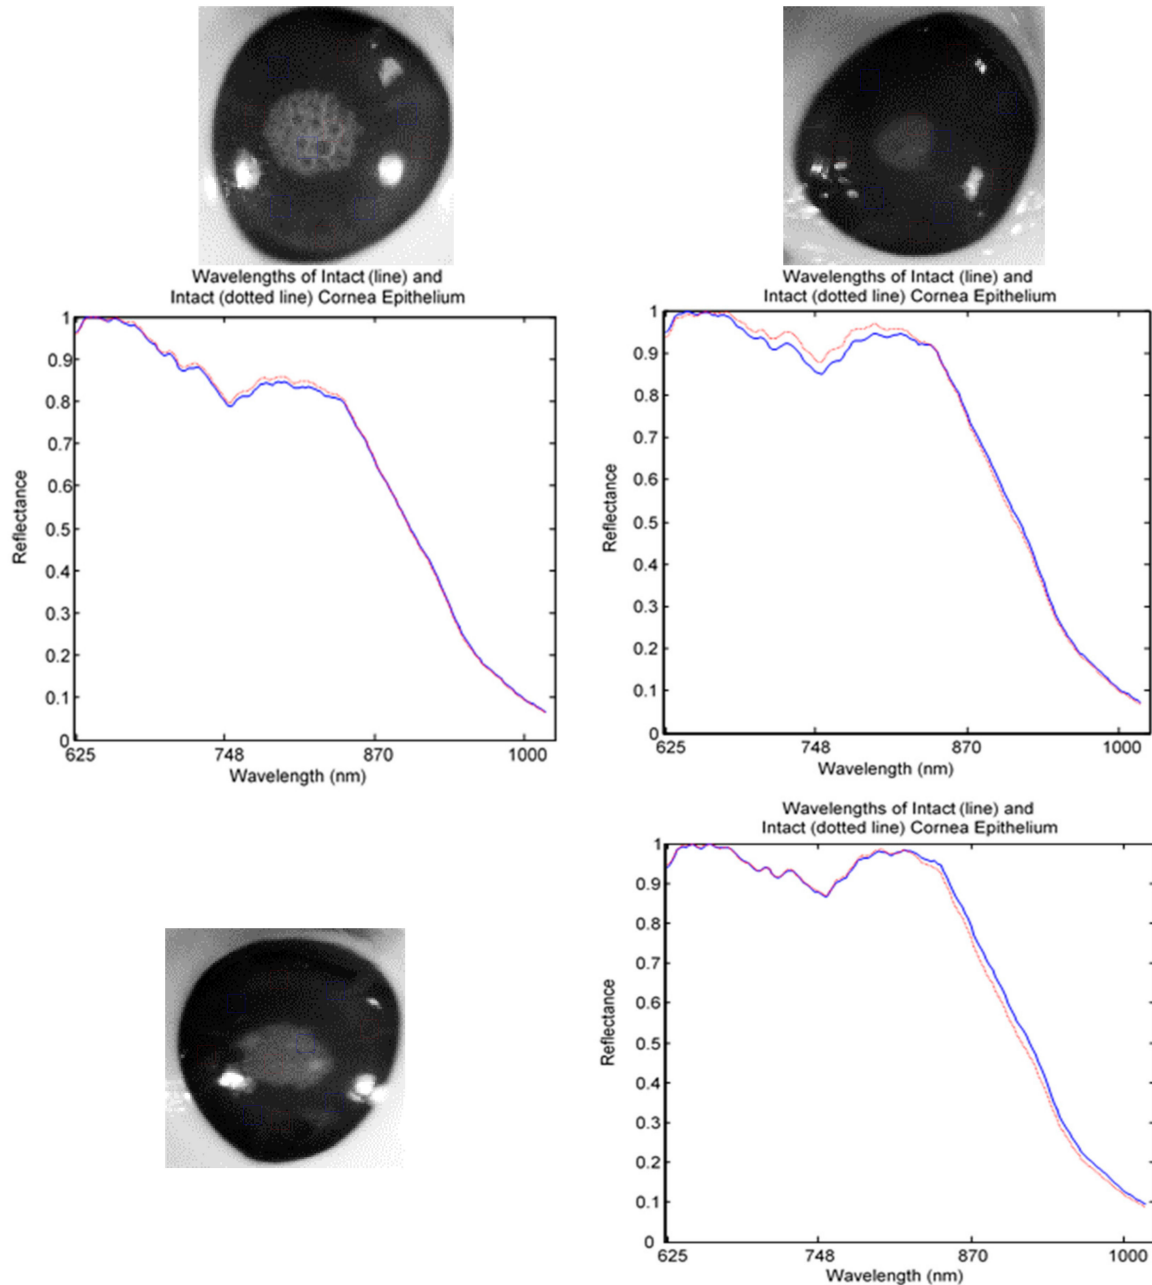 Wavelengths of Intact (line) and
Intact (dotted line) Cornea Epithelium
1
0.9
0.8
0.7
0.6
0.5
0.4
0.3
0.2
0.1
0
Reflectance
625 748 870 1000
Wavelength (nm)
Wavelengths of Intact (line) and
Intact (dotted line) Cornea Epithelium
1
0.9
0.8
0.7
0.6
0.5
0.4
0.3
0.2
0.1
0
Reflectance
625 748 870 1000
Wavelength (nm)
Wavelengths of Intact (line) and
Intact (dotted line) Cornea Epithelium
1
0.9
0.8
0.7
0.6
0.5
0.4
0.3
0.2
0.1
0
Reflectance
625 748 870 1000
Wavelength (nm)